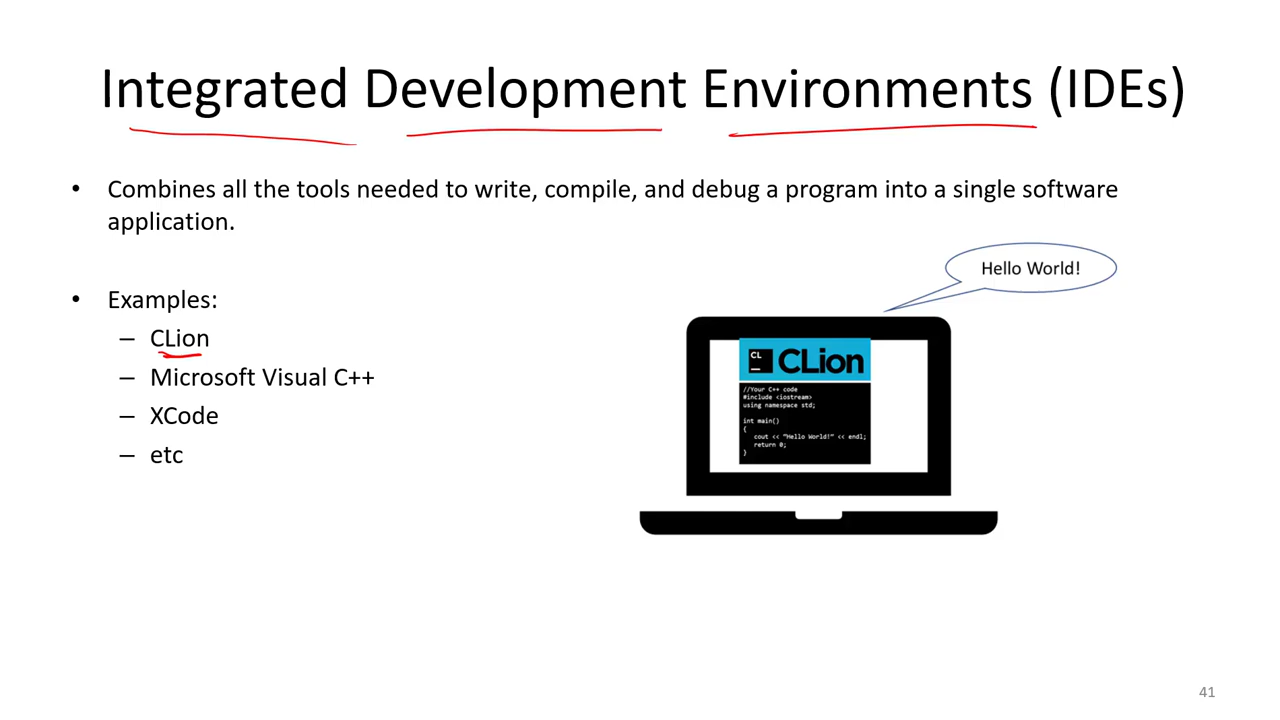 Integrated Development Environments (IDEs)
• Combines all the tools needed to write, compile, and debug a program into a single software
application.
Hello World!
• Examples:
– CLion
– Microsoft Visual C++
– XCode
– etc
CL CLion
//Your C++ code
#include <iostream>
using namespace std;
int main()
{
cout << "Hello World!" << endl;
return 0;
}
41